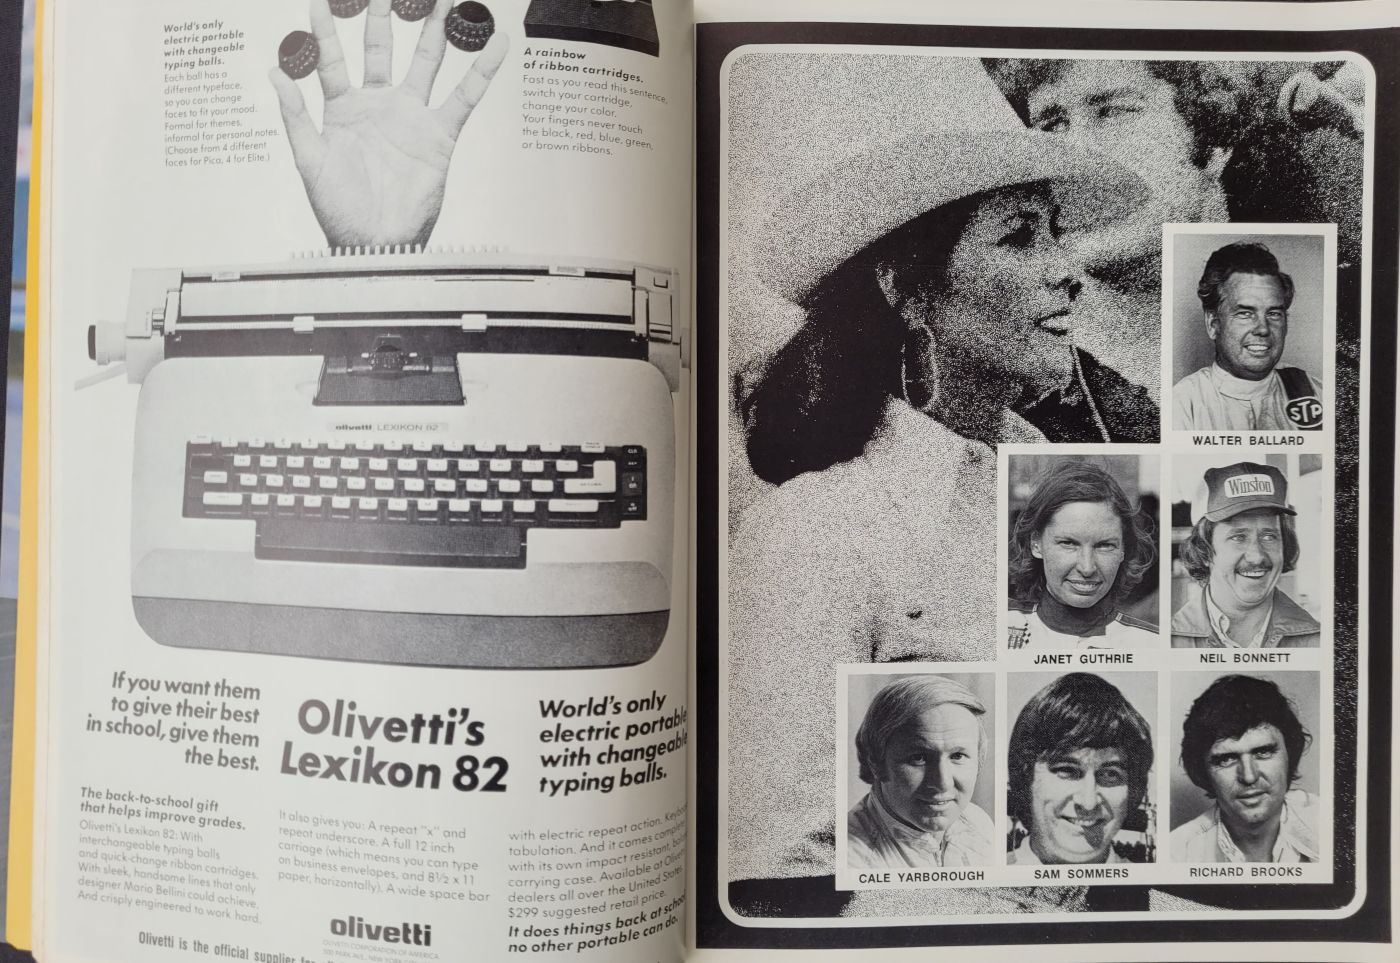 World's only
electric portable
with changeable
typing balls.
Each ball has a
different typeface,
so you can change
faces to fit your mood.
Formal for themes,
informal for personal notes.
(Choose from 4 different
faces for Pica, 4 for Elite.)
A rainbow
of ribbon cartridges.
Fast as you read this sentence,
switch your cartridge,
change your color.
Your fingers never touch
the black, red, blue, green,
or brown ribbons.
olivetti LEXIKON 82
If you want them
to give their best
in school, give them
the best.
Olivetti's
Lexikon 82
World's only
electric portable
with changeable
typing balls.
The back-to-school gift
that helps improve grades.
Olivetti's Lexikon 82: With
interchangeable typing balls
and quick-change ribbon cartridges.
With sleek, handsome lines that only
designer Mario Bellini could achieve.
And crisply engineered to work hard.
It also gives you: A repeat "x" and
repeat underscore. A full 12 inch
carriage (which means you can type
on business envelopes, and 8½ x 11
paper, horizontally). A wide space bar
with electric repeat action.
tabulation. And it comes complete
with its own impact resistant,
carrying case. Available at Olivetti
dealers all over the United States
$299 suggested retail price.
It does things back at school
no other portable can do.
olivetti
OLIVETTI CORPORATION OF AMERICA
500 PARK AVE., NEW YORK
Olivetti is the official supplier
STP
WALTER BALLARD
Winston
JANET GUTHRIE
NEIL BONNETT
CALE YARBOROUGH
SAM SOMMERS
RICHARD BROOKS